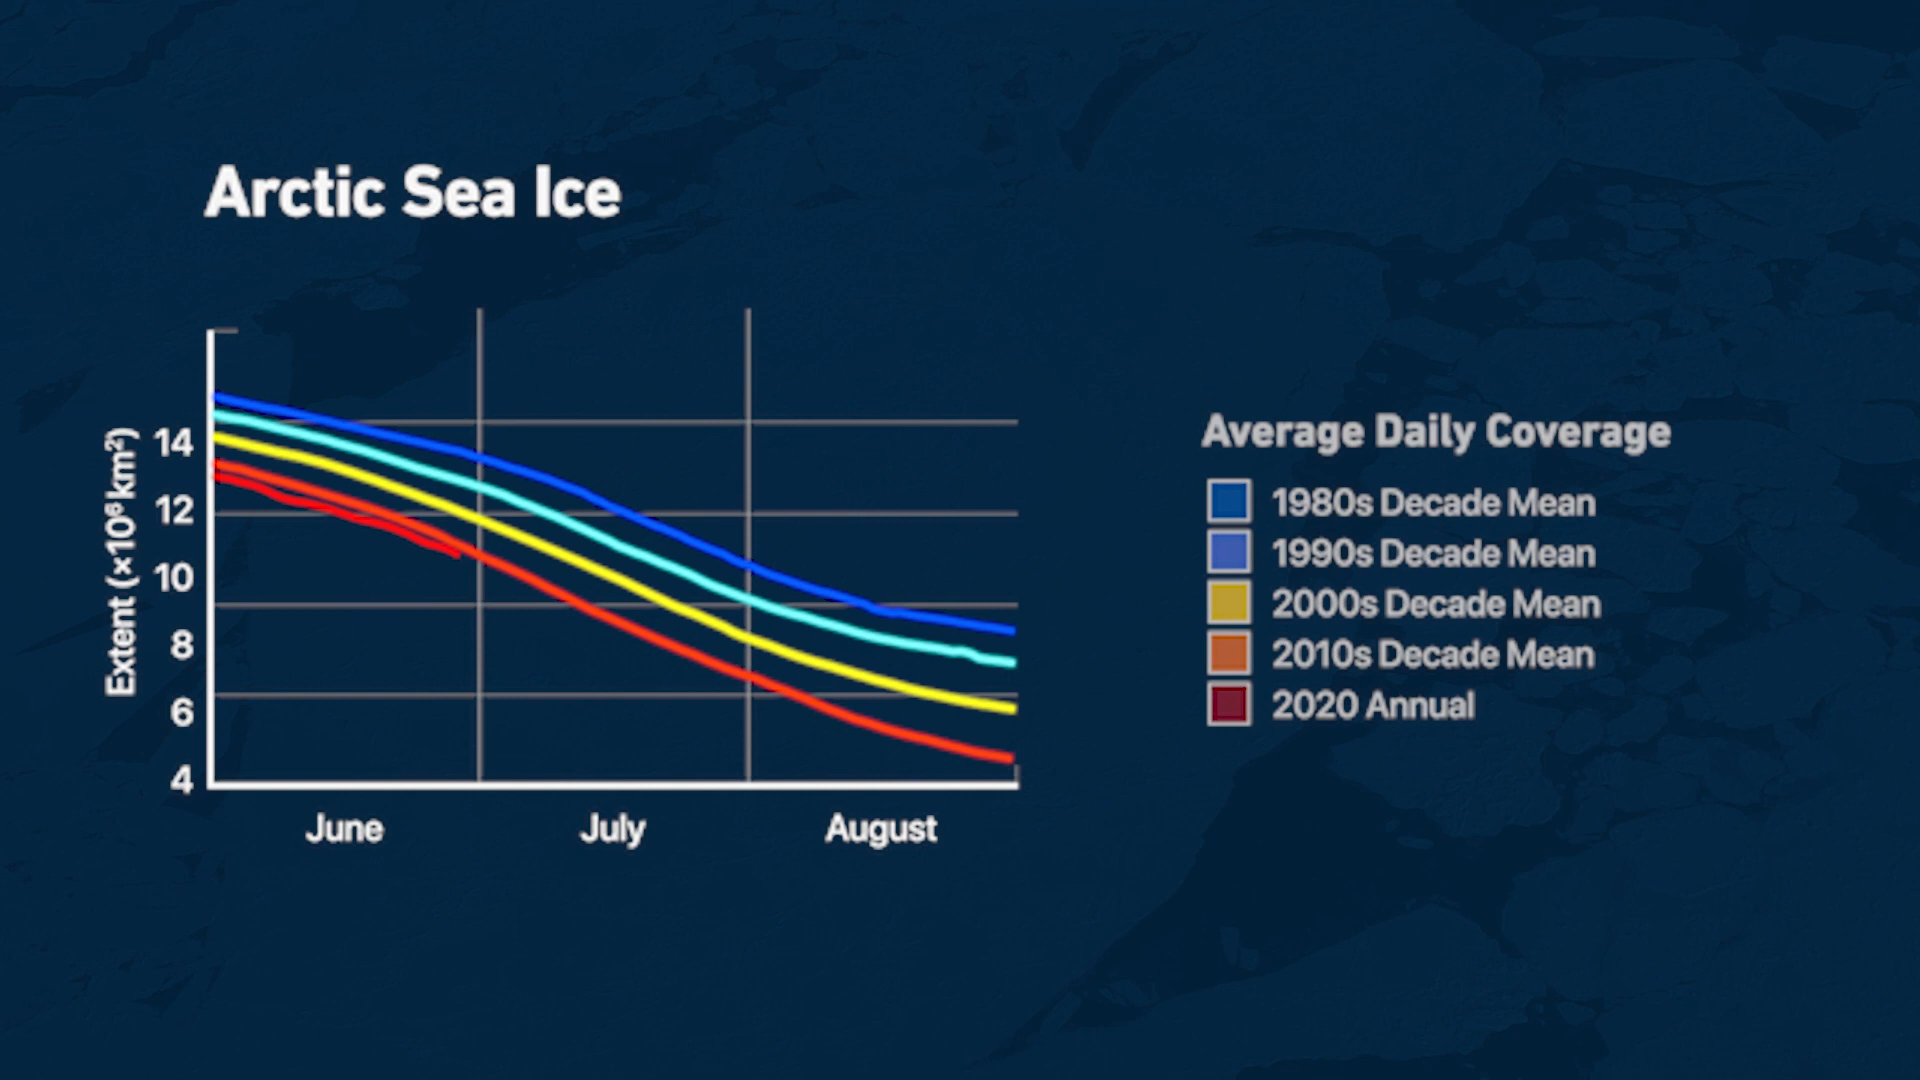 Arctic Sea Ice
Extent (×10⁶km²)
14
12
10
8
6
4
June
July
August
Average Daily Coverage
1980s Decade Mean
1990s Decade Mean
2000s Decade Mean
2010s Decade Mean
2020 Annual